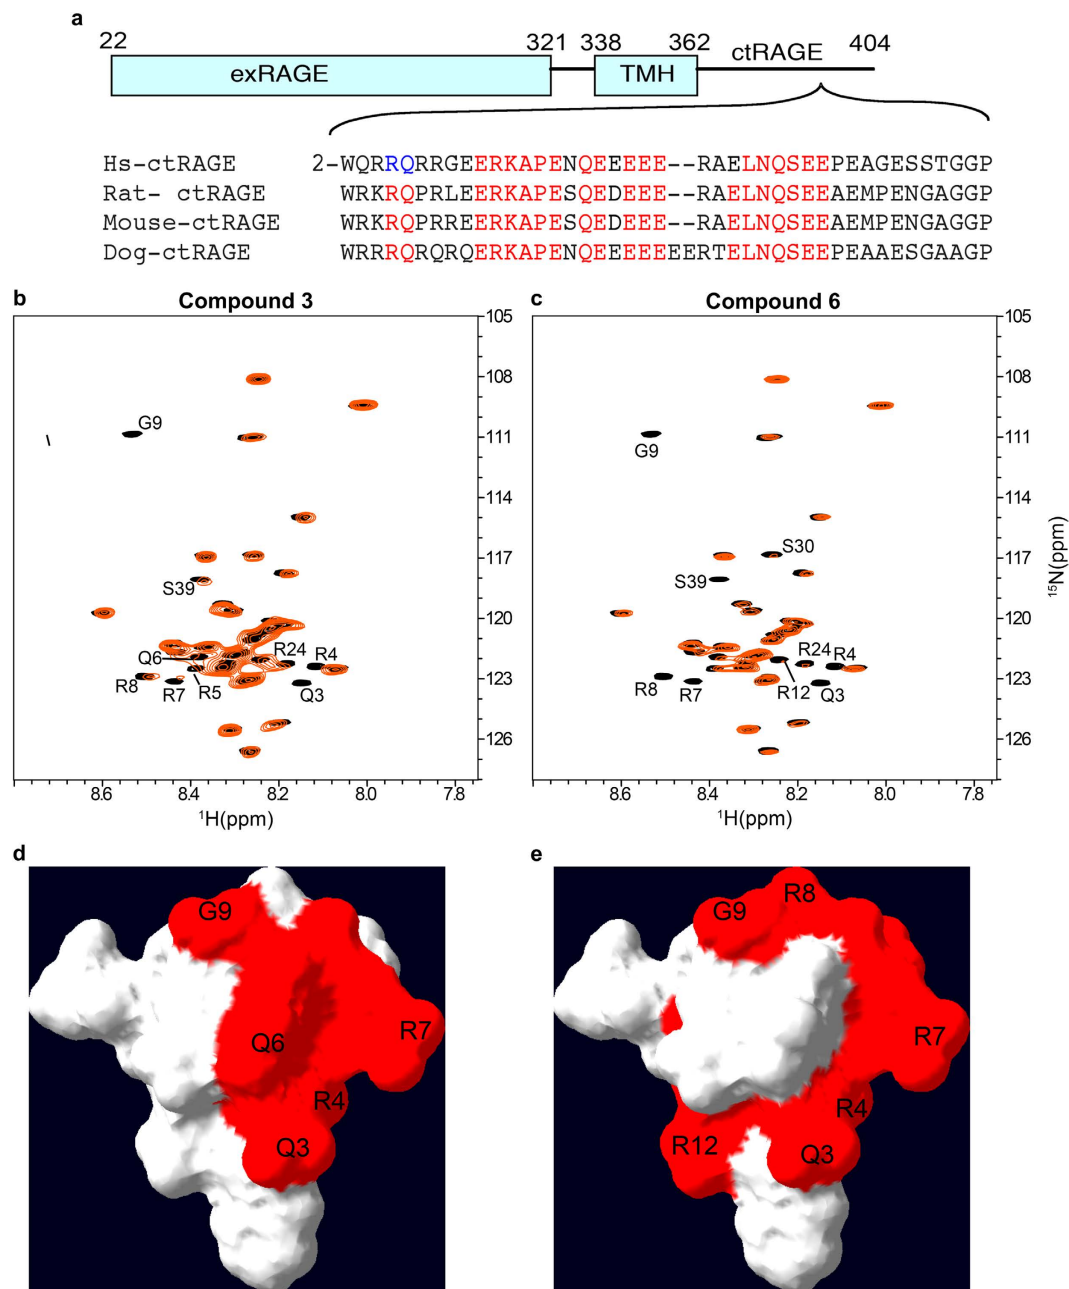 a
22 321 338 362 404
exRAGE TMH ctRAGE
Hs-ctRAGE 2-WQRRQRRGEERKAPENQEEEEE--RAELNQSEEPEAGESSTGGP
Rat- ctRAGE WRKRQPRLEERKAPESQEDEEE--RAELNQSEEAEMPENGAGGP
Mouse-ctRAGE WRKRQPRREERKAPESQEDEEE--RAELNQSEEAEMPENGAGGP
Dog-ctRAGE WRRRQRQRQERKAPENQEEEEEEERTELNQSEEPEAAESGAAGP
b Compound 3
G9
S39
Q6
R24
R4
R8
R7
R5
Q3
8.6 8.4 8.2 8.0 7.8
¹H(ppm)
105
108
111
114
117
120
123
126
c Compound 6
G9
S30
S39
R24
R4
R8
R7
R12
Q3
8.6 8.4 8.2 8.0 7.8
¹H(ppm)
105
108
111
114
117
120
123
126
¹⁵N(ppm)
d
G9
Q6
R7
R4
Q3
e
R8
G9
R7
R4
R12
Q3